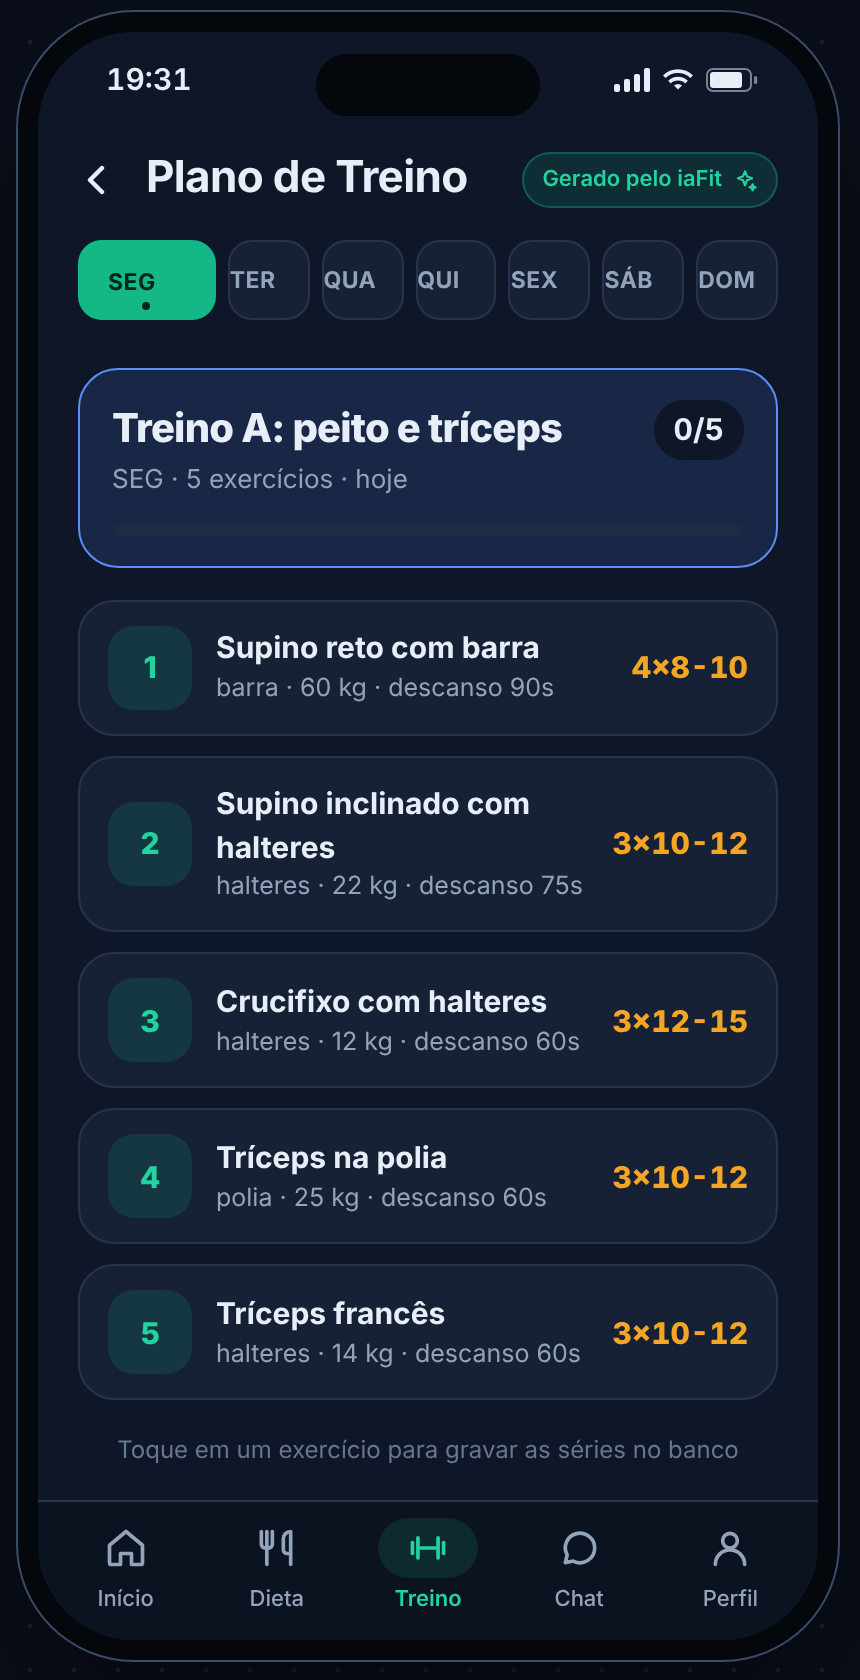 19:31
Plano de Treino
Gerado pelo iaFit
SEG TER QUA QUI SEX SÁB DOM
Treino A: peito e tríceps
0/5
SEG · 5 exercícios · hoje
1
Supino reto com barra
barra · 60 kg · descanso 90s
4×8-10
2
Supino inclinado com
halteres
halteres · 22 kg · descanso 75s
3×10-12
3
Crucifixo com halteres
halteres · 12 kg · descanso 60s
3×12-15
4
Tríceps na polia
polia · 25 kg · descanso 60s
3×10-12
5
Tríceps francês
halteres · 14 kg · descanso 60s
3×10-12
Toque em um exercício para gravar as séries no banco
Início Dieta Treino Chat Perfil